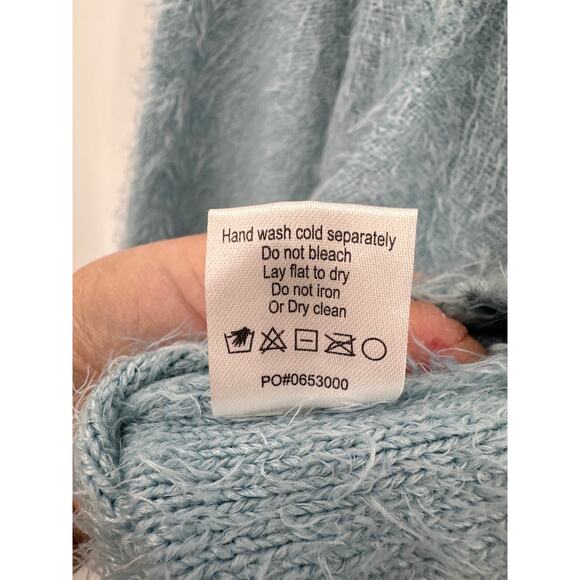 Hand wash cold separately
Do not bleach
Lay flat to dry
Do not iron
Or Dry clean
PO#0653000